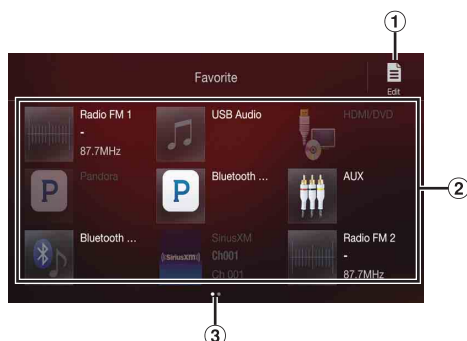 1
Favorite
Edit
Radio FM 1
-
87.7MHz
USB Audio
HDMI/DVD
P
Pandora
P
Bluetooth ...
AUX
2
Bluetooth ...
((SiriusXM))
SiriusXM
Ch001
Ch 001
Radio FM 2
-
87.7MHz
3